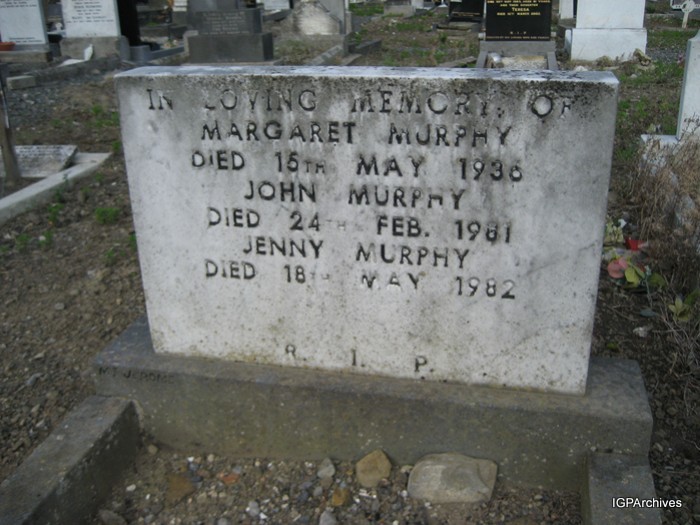 IN LOVING MEMORY OF
MARGARET MURPHY
DIED 15TH MAY 1936
JOHN MURPHY
DIED 24TH FEB. 1981
JENNY MURPHY
DIED 18TH MAY 1982
R. I. P.
TERESA
IGPArchives